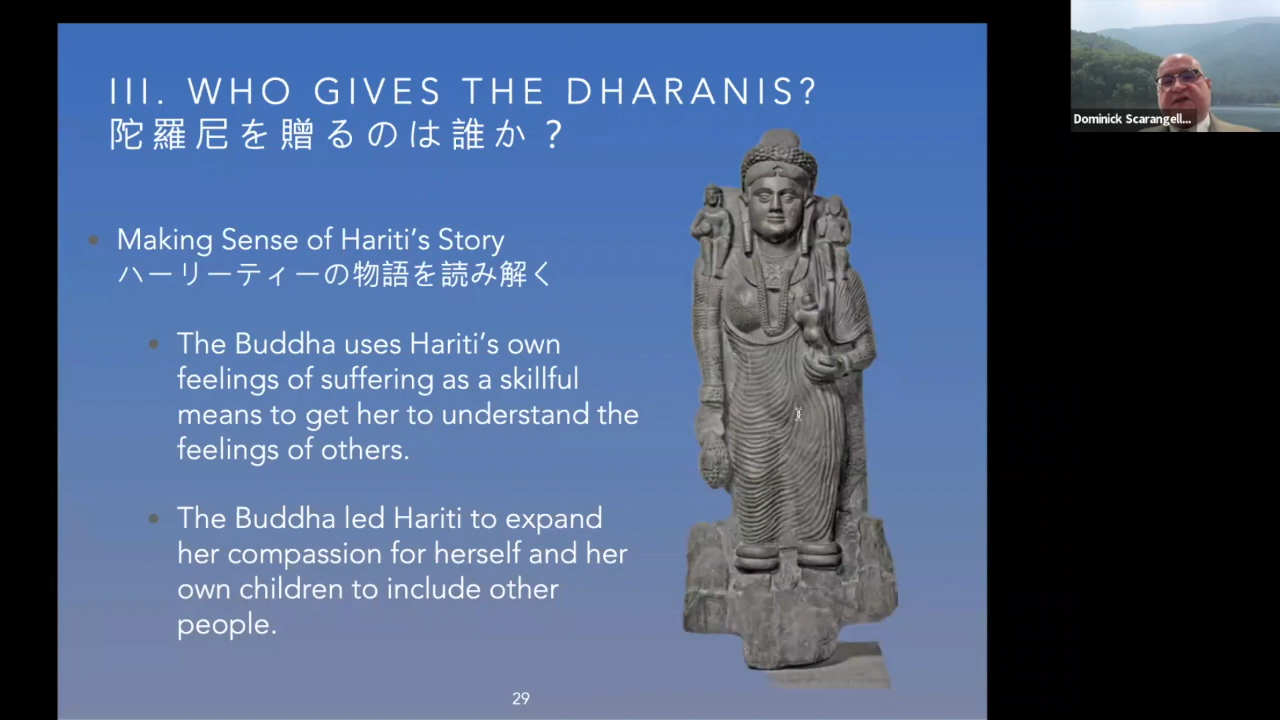 III. WHO GIVES THE DHARANIS?
陀羅尼を贈るのは誰か？
Making Sense of Hariti’s Story
ハーリーティーの物語を読み解く
The Buddha uses Hariti’s own
feelings of suffering as a skillful
means to get her to understand the
feelings of others.
The Buddha led Hariti to expand
her compassion for herself and her
own children to include other
people.
29
Dominick Scarangell...